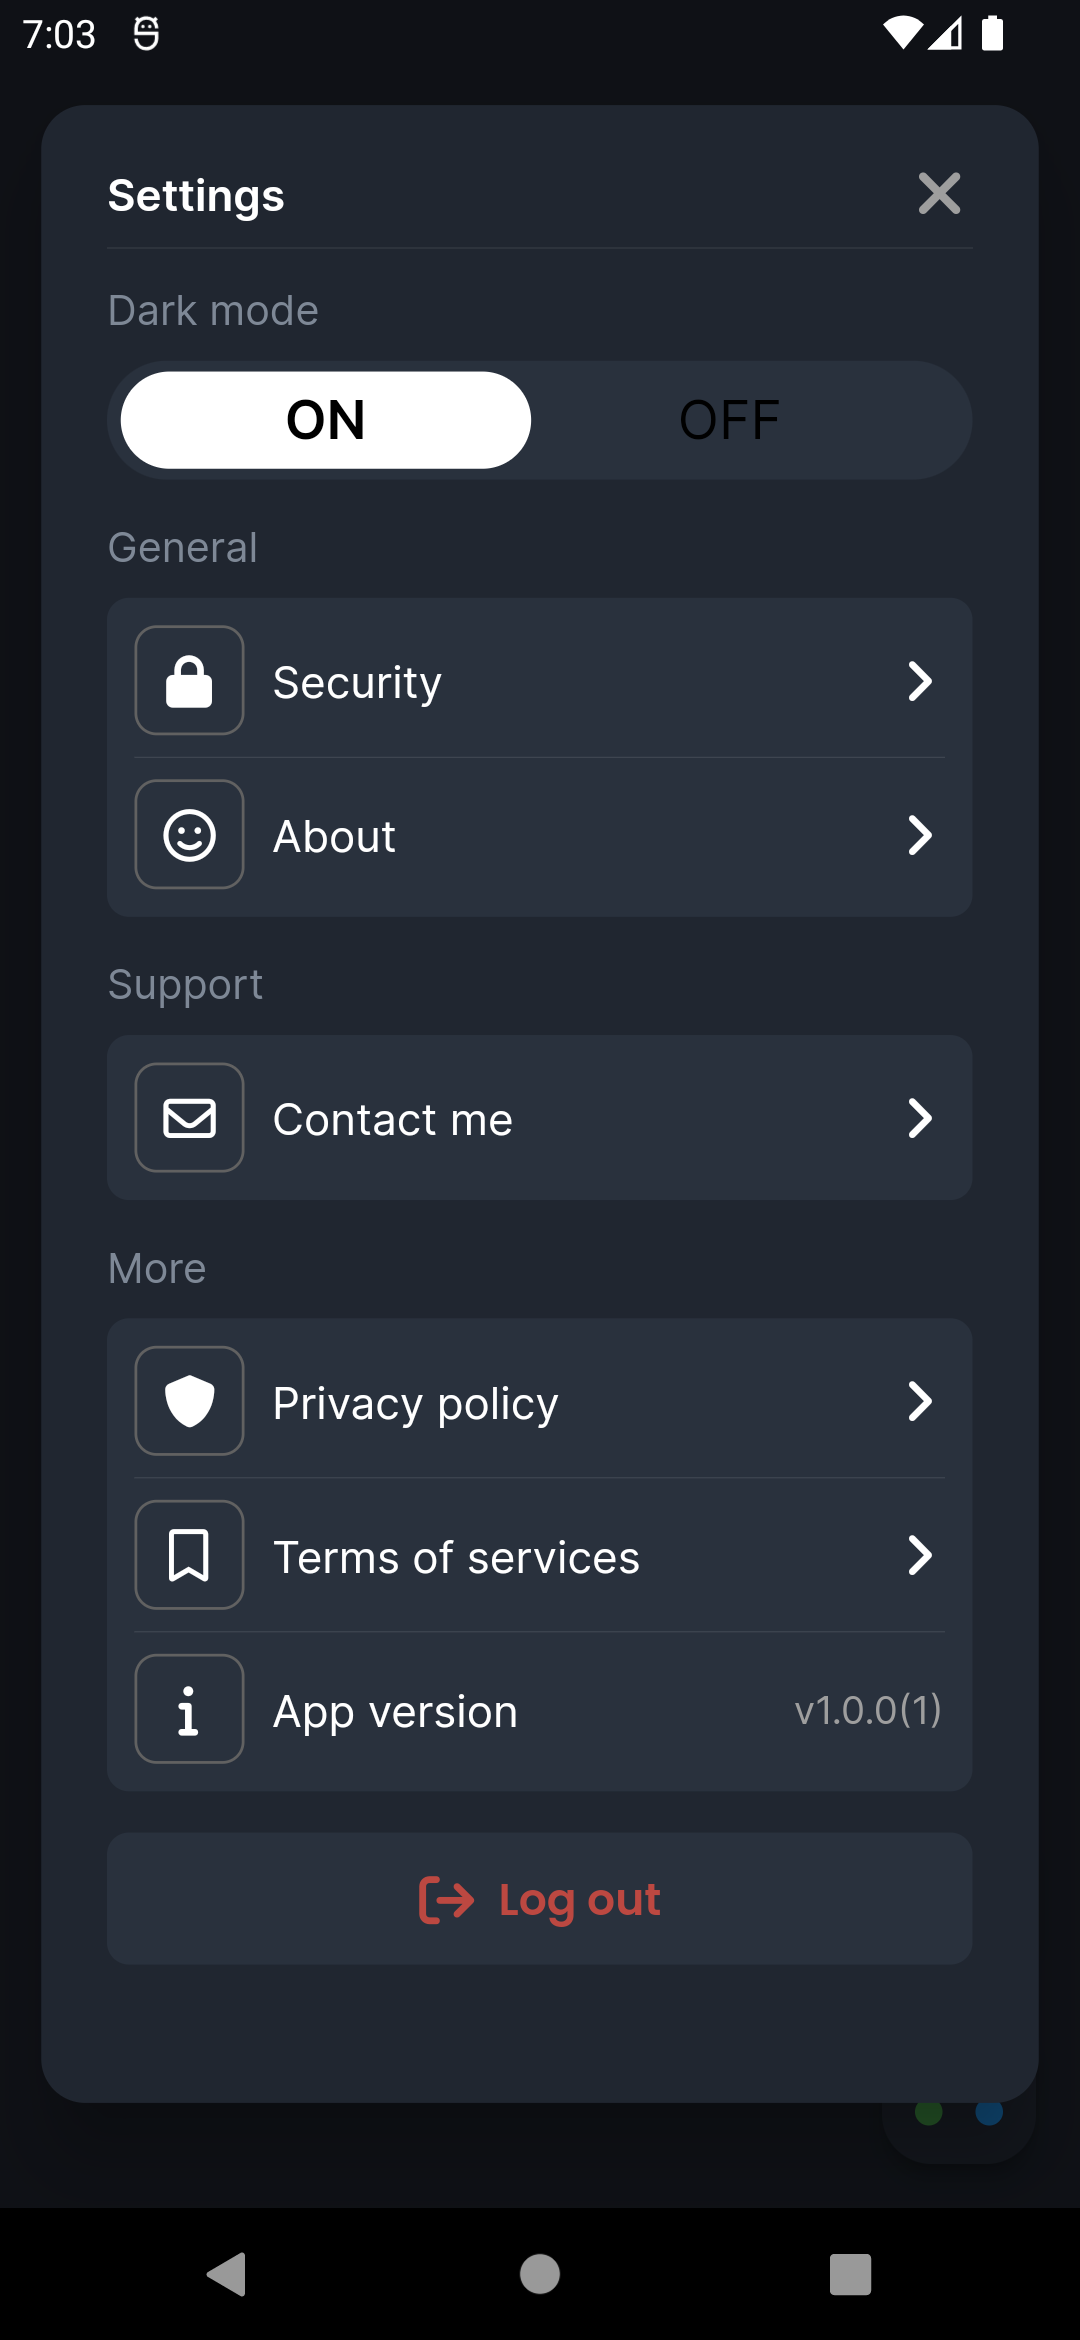 7:03
Settings
Dark mode
ON OFF
General
Security
About
Support
Contact me
More
Privacy policy
Terms of services
App version v1.0.0(1)
Log out